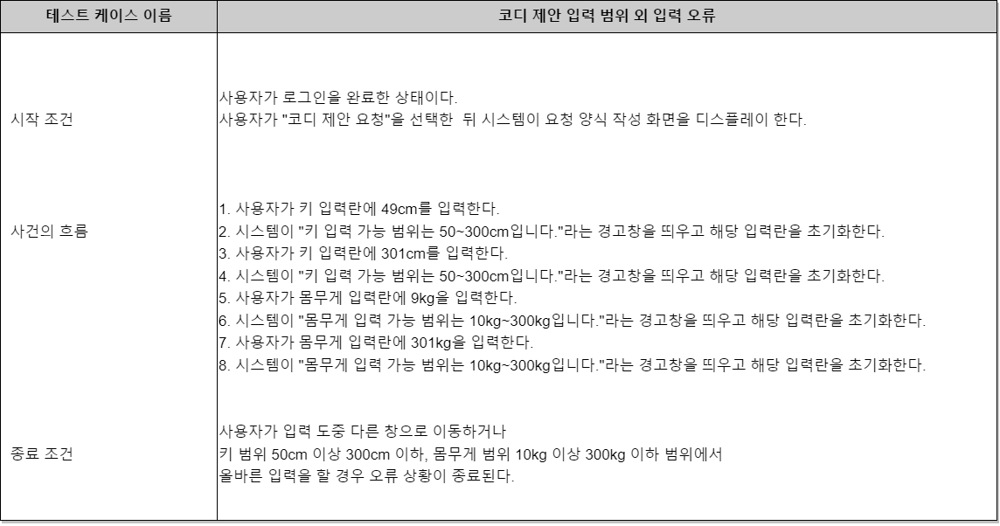 테스트 케이스 이름
코디 제안 입력 범위 외 입력 오류
시작 조건
사용자가 로그인을 완료한 상태이다.
사용자가 "코디 제안 요청"을 선택한  뒤 시스템이 요청 양식 작성 화면을 디스플레이 한다.
사건의 흐름
1. 사용자가 키 입력란에 49cm를 입력한다.
2. 시스템이 "키 입력 가능 범위는 50~300cm입니다."라는 경고창을 띄우고 해당 입력란을 초기화한다.
3. 사용자가 키 입력란에 301cm를 입력한다.
4. 시스템이 "키 입력 가능 범위는 50~300cm입니다."라는 경고창을 띄우고 해당 입력란을 초기화한다.
5. 사용자가 몸무게 입력란에 9kg을 입력한다.
6. 시스템이 "몸무게 입력 가능 범위는 10kg~300kg입니다."라는 경고창을 띄우고 해당 입력란을 초기화한다.
7. 사용자가 몸무게 입력란에 301kg을 입력한다.
8. 시스템이 "몸무게 입력 가능 범위는 10kg~300kg입니다."라는 경고창을 띄우고 해당 입력란을 초기화한다.
종료 조건
사용자가 입력 도중 다른 창으로 이동하거나
키 범위 50cm 이상 300cm 이하, 몸무게 범위 10kg 이상 300kg 이하 범위에서
올바른 입력을 할 경우 오류 상황이 종료된다.